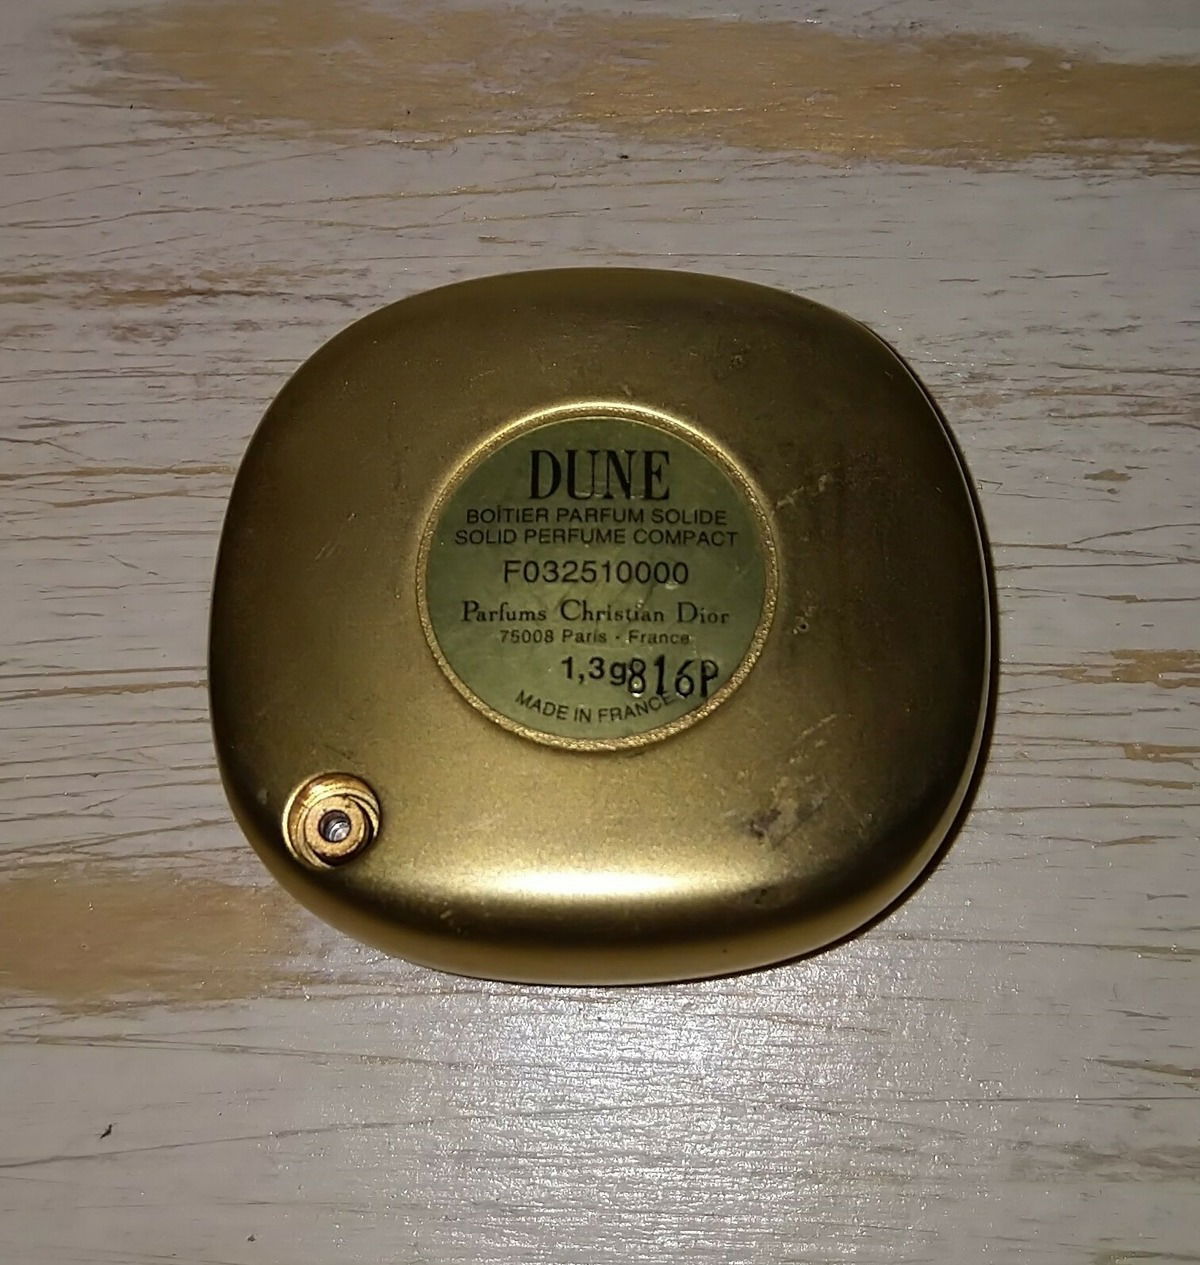 DUNE
BOÎTIER PARFUM SOLIDE
SOLID PERFUME COMPACT
F032510000
Parfums Christian Dior
75008 Paris · France
1,3g 816P
MADE IN FRANCE